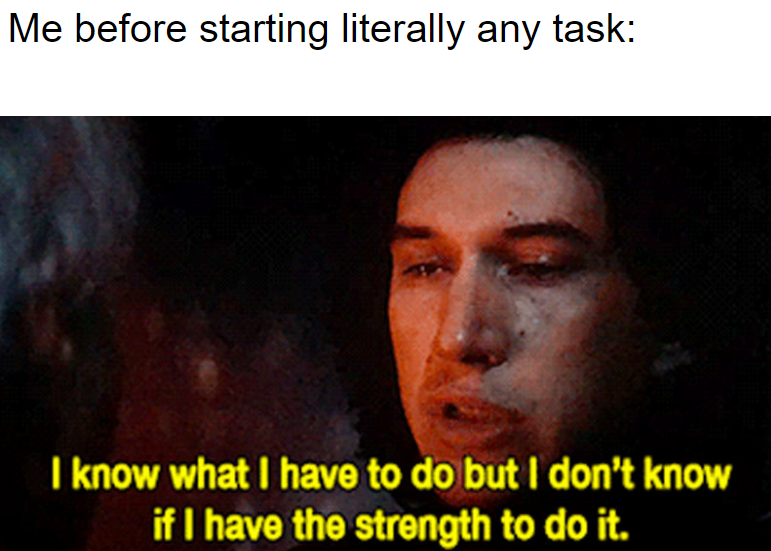 Me before starting literally any task:
I know what I have to do but I don't know
if I have the strength to do it.